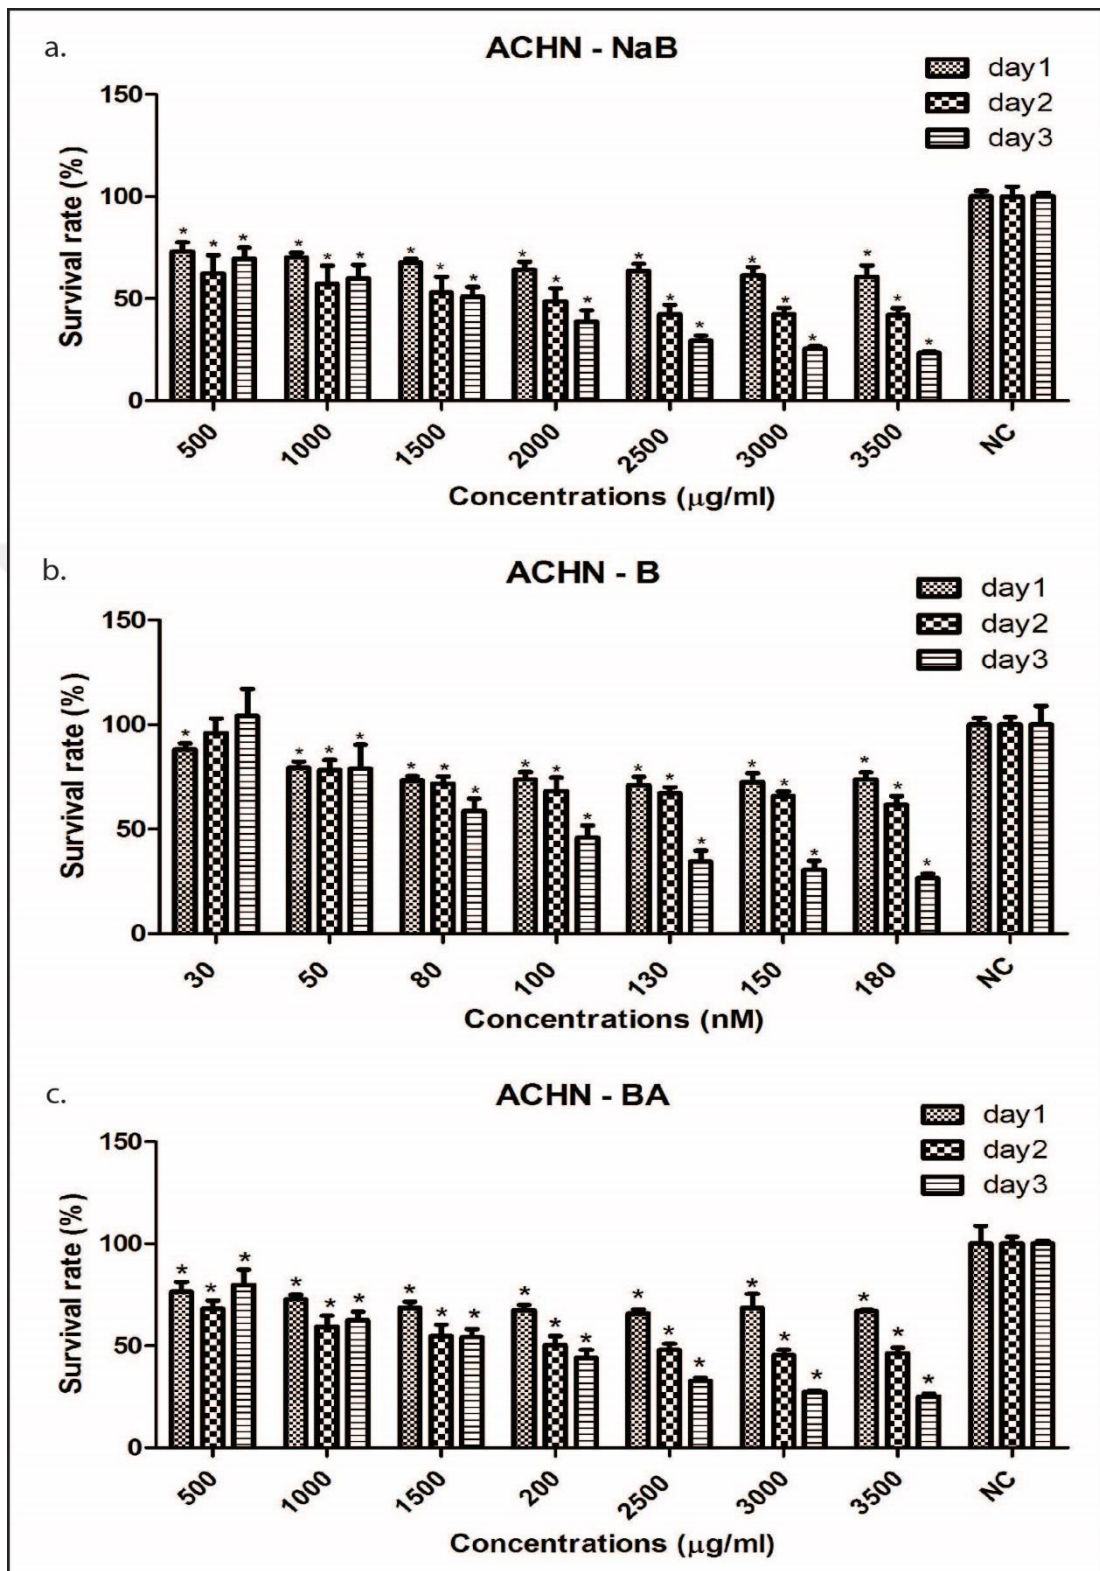 a.
ACHN - NaB
day1
day2
day3
Survival rate (%)
150
100
50
0
* * * * * * * * * * * * * * * * * * * * *
500 1000 1500 2000 2500 3000 3500 NC
Concentrations (μg/ml)
b.
ACHN - B
day1
day2
day3
Survival rate (%)
150
100
50
0
* * * * * * * * * * * * * * * * * * *
30 50 80 100 130 150 180 NC
Concentrations (nM)
c.
ACHN - BA
day1
day2
day3
Survival rate (%)
150
100
50
0
* * * * * * * * * * * * * * * * * * * * *
500 1000 1500 200 2500 3000 3500 NC
Concentrations (μg/ml)